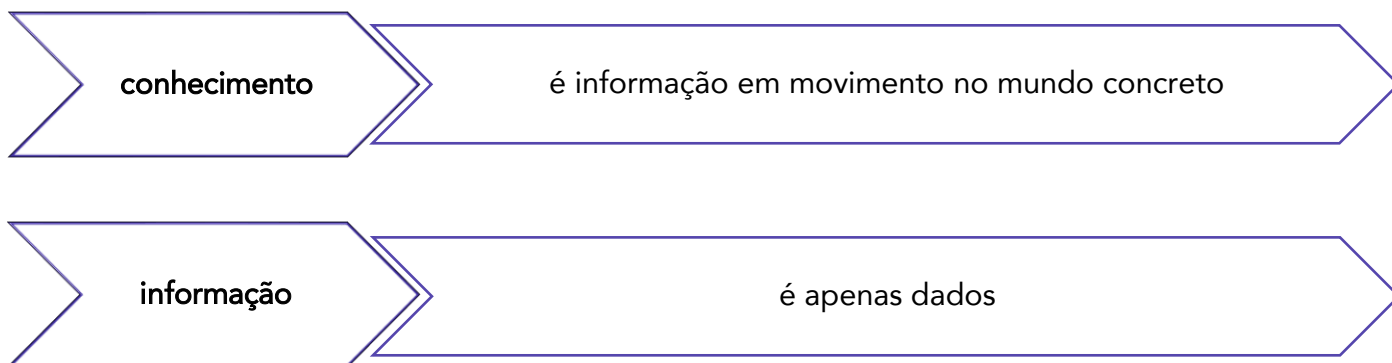 conhecimento
é informação em movimento no mundo concreto
informação
é apenas dados